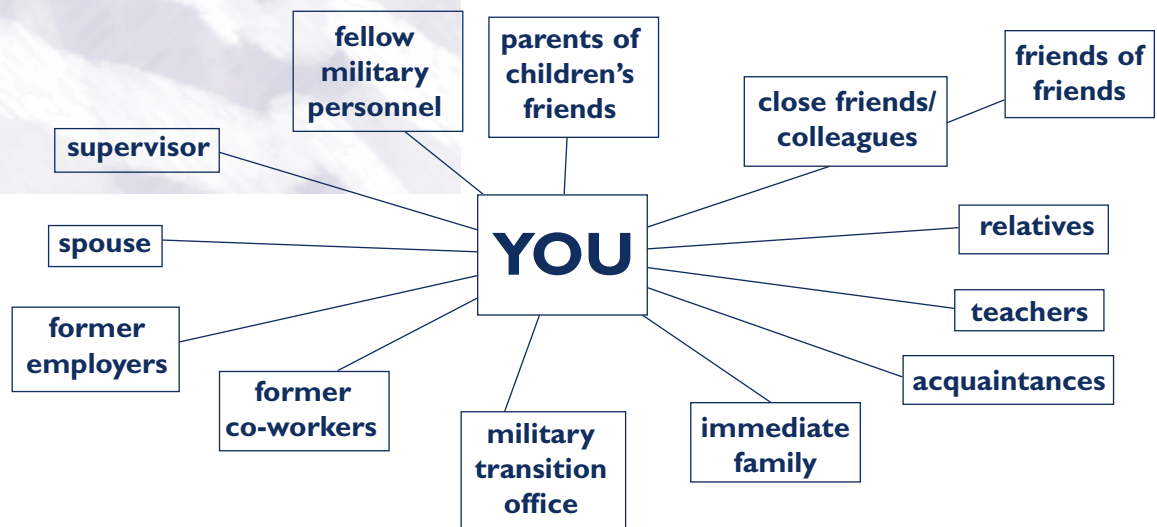 fellow
military
personnel
parents of
children's
friends
close friends/
colleagues
friends of
friends
supervisor
spouse
YOU
relatives
former
employers
teachers
former
co-workers
acquaintances
military
transition
office
immediate
family